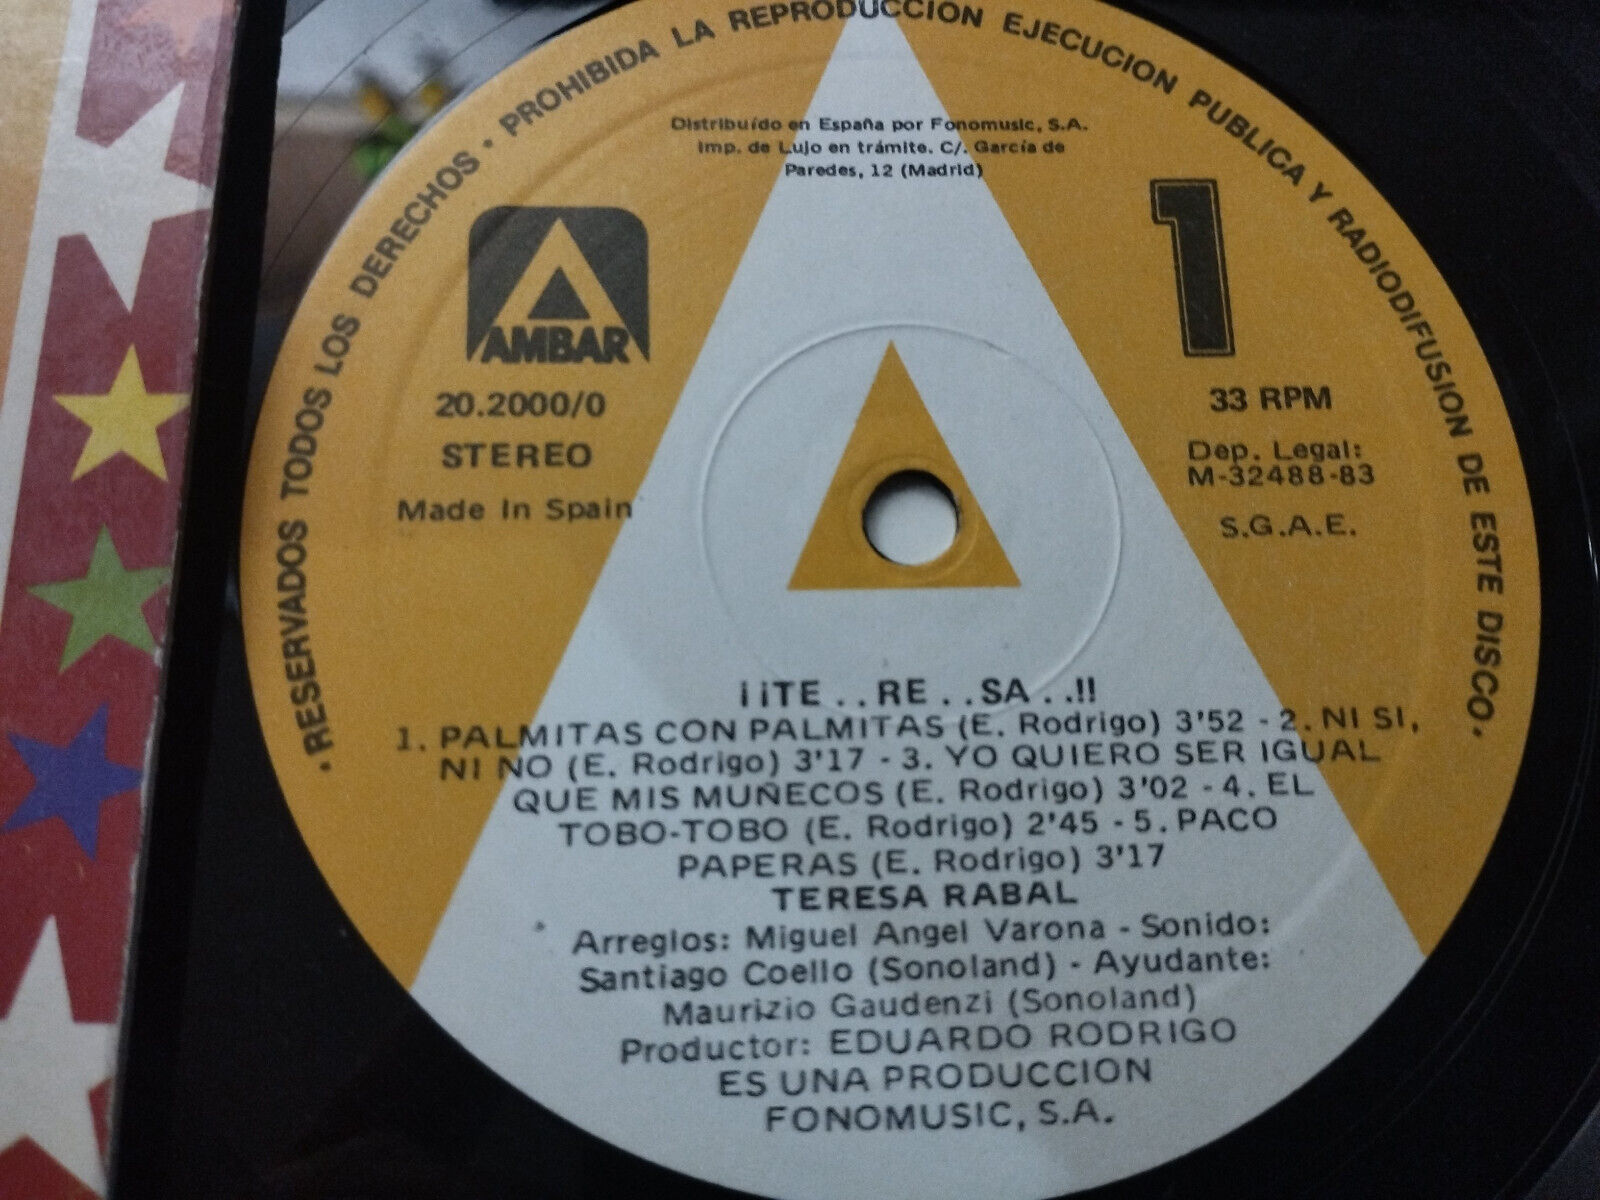 . RESERVADOS TODOS LOS DERECHOS . PROHIBIDA LA REPRODUCCION EJECUCION PUBLICA Y RADIODIFUSION DE ESTE DISCO.
Distribuído en España por Fonomusic, S.A.
Imp. de Lujo en trámite. C/. García de
Paredes, 12 (Madrid)
AMBAR
20.2000/0
STEREO
Made In Spain
1
33 RPM
Dep. Legal:
M-32488-83
S.G.A.E.
¡¡TE..RE..SA..!!
1. PALMITAS CON PALMITAS (E. Rodrigo) 3'52 - 2. NI SI,
NI NO (E. Rodrigo) 3'17 - 3. YO QUIERO SER IGUAL
QUE MIS MUÑECOS (E. Rodrigo) 3'02 - 4. EL
TOBO-TOBO (E. Rodrigo) 2'45 - 5. PACO
PAPERAS (E. Rodrigo) 3'17
TERESA RABAL
Arreglos: Miguel Angel Varona - Sonido:
Santiago Coello (Sonoland) - Ayudante:
Maurizio Gaudenzi (Sonoland)
Productor: EDUARDO RODRIGO
ES UNA PRODUCCION
FONOMUSIC, S.A.